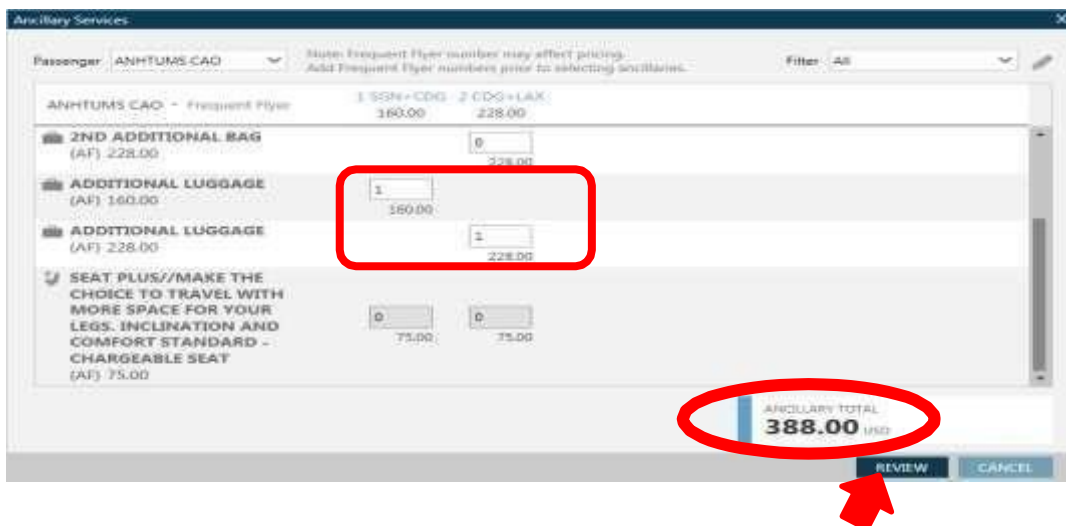 Ancillary Services
Passenger ANHTUMS CAO Note: Frequent Flyer number may affect pricing. Filter All
Add Frequent Flyer numbers prior to selecting ancillaries.
ANHTUMS CAO - Frequent Flyer 1 SGN-CDG 2 CDG-LAX
160.00 228.00
2ND ADDITIONAL BAG 0
(AF) 228.00 228.00
ADDITIONAL LUGGAGE 1
(AF) 160.00 160.00
ADDITIONAL LUGGAGE 1
(AF) 228.00 228.00
SEAT PLUS//MAKE THE
CHOICE TO TRAVEL WITH
MORE SPACE FOR YOUR 0 0
LEGS. INCLINATION AND
COMFORT STANDARD - 75.00 75.00
CHARGEABLE SEAT
(AF) 75.00
ANCILLARY TOTAL
388.00 USD
REVIEW CANCEL